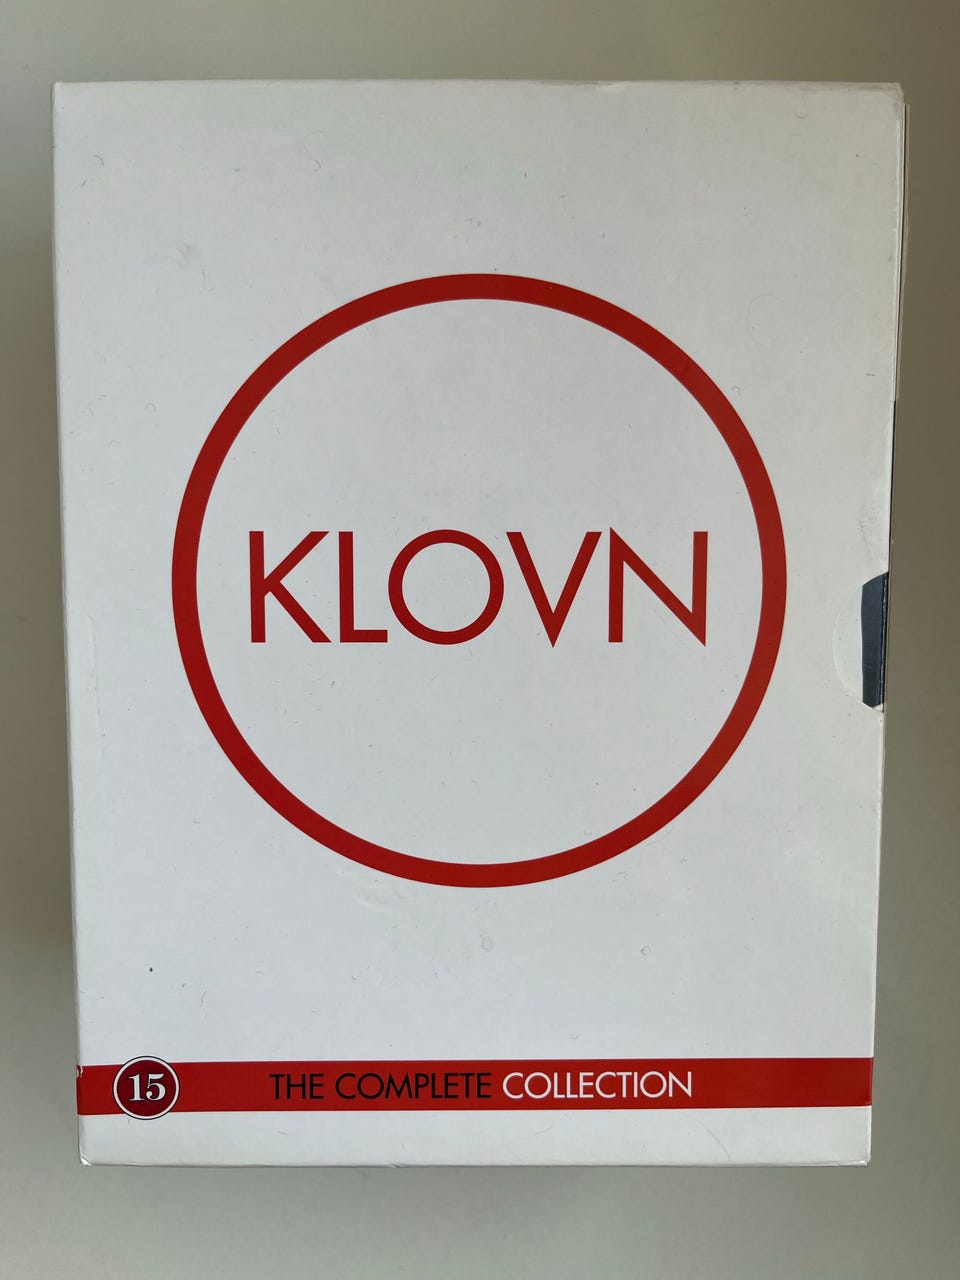 KLOVN
15 THE COMPLETE COLLECTION